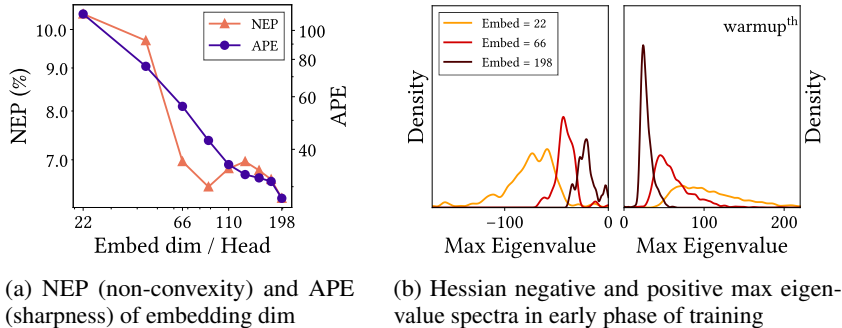 NEP
APE
10.0
9.0
8.0
7.0
NEP (%)
100
80
60
40
APE
22
66
110
198
Embed dim / Head
Embed = 22
Embed = 66
Embed = 198
Density
−100
0
Max Eigenvalue
warmupᵗʰ
Density
0
100
200
Max Eigenvalue
(a) NEP (non-convexity) and APE
(sharpness) of embedding dim
(b) Hessian negative and positive max eigen-
value spectra in early phase of training